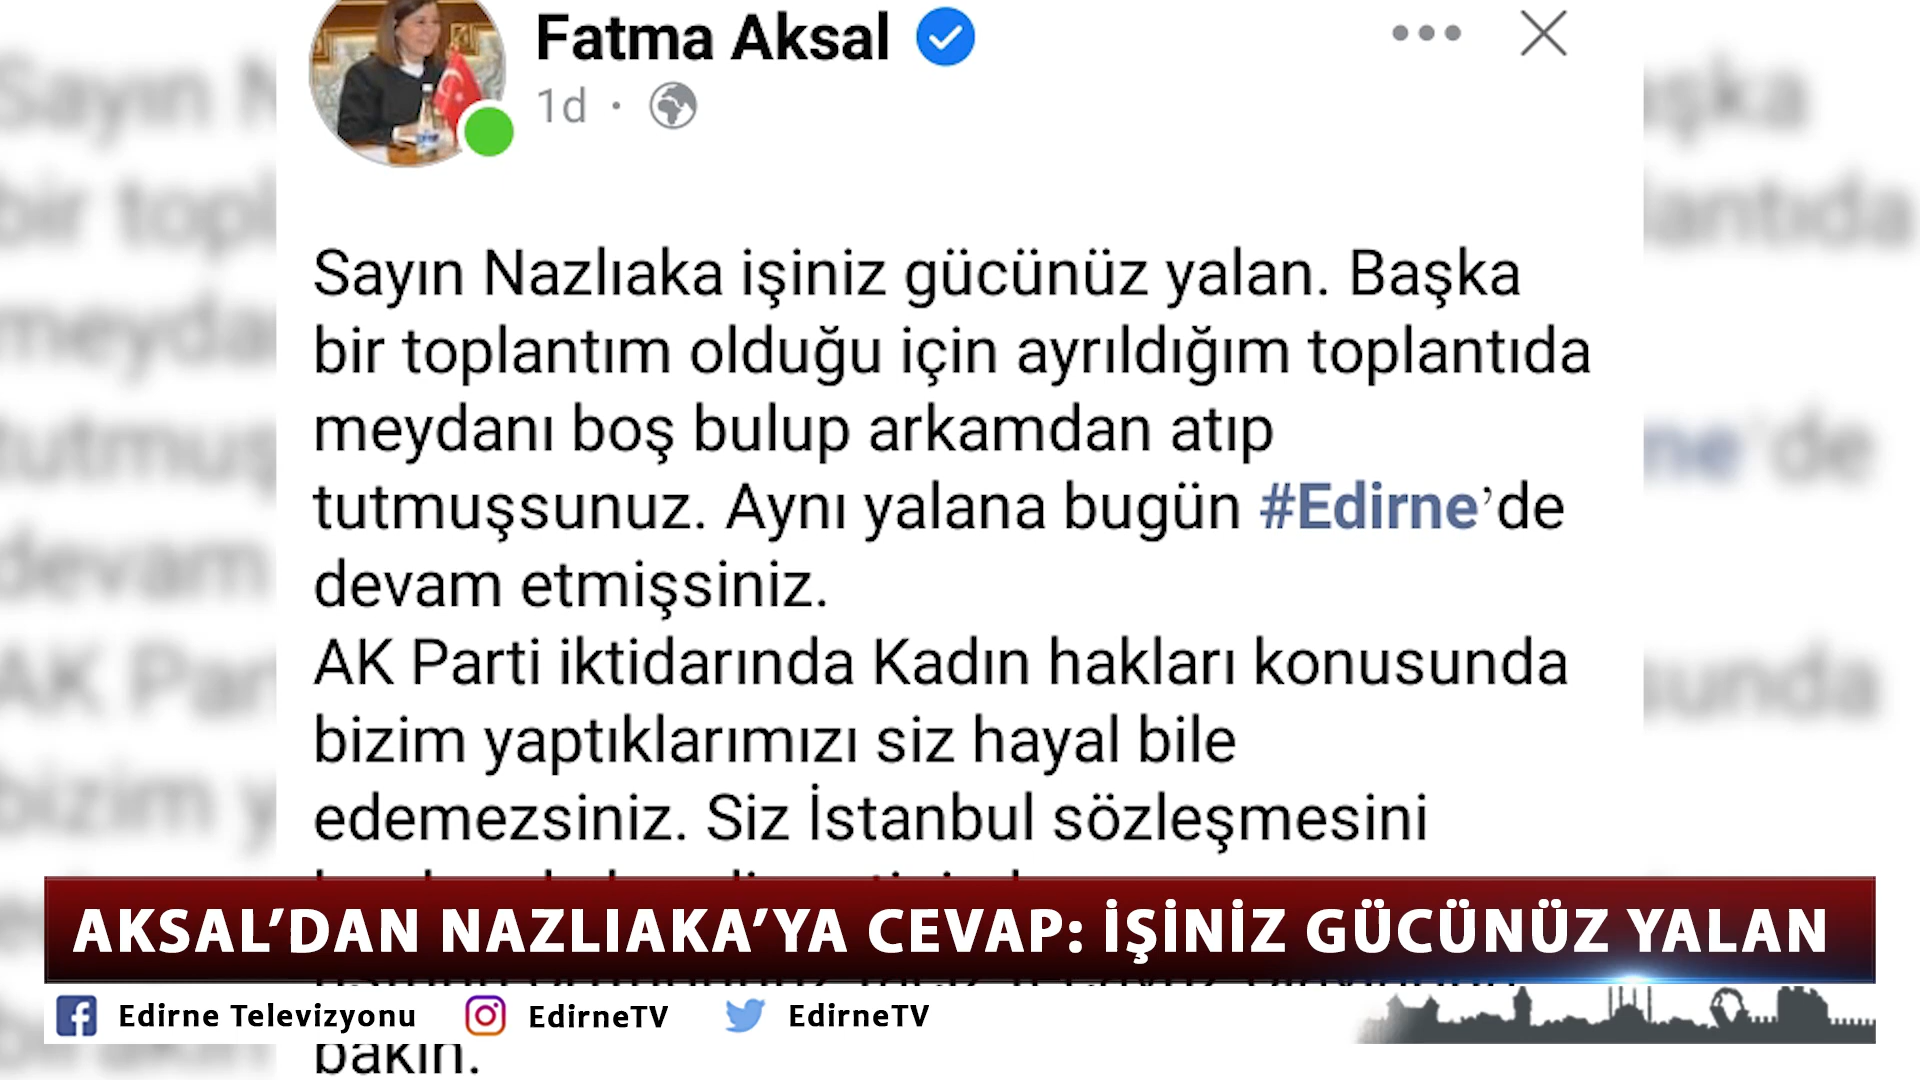 Fatma Aksal
1d ·
Sayın Nazlıaka işiniz gücünüz yalan. Başka
bir toplantım olduğu için ayrıldığım toplantıda
meydanı boş bulup arkamdan atıp
tutmuşsunuz. Aynı yalana bugün #Edirne’de
devam etmişsiniz.
AK Parti iktidarında Kadın hakları konusunda
bizim yaptıklarımızı siz hayal bile
edemezsiniz. Siz İstanbul sözleşmesini
AKSAL’DAN NAZLIAKA’YA CEVAP: İŞİNİZ GÜCÜNÜZ YALAN
Edirne Televizyonu EdirneTV EdirneTV
bakın.